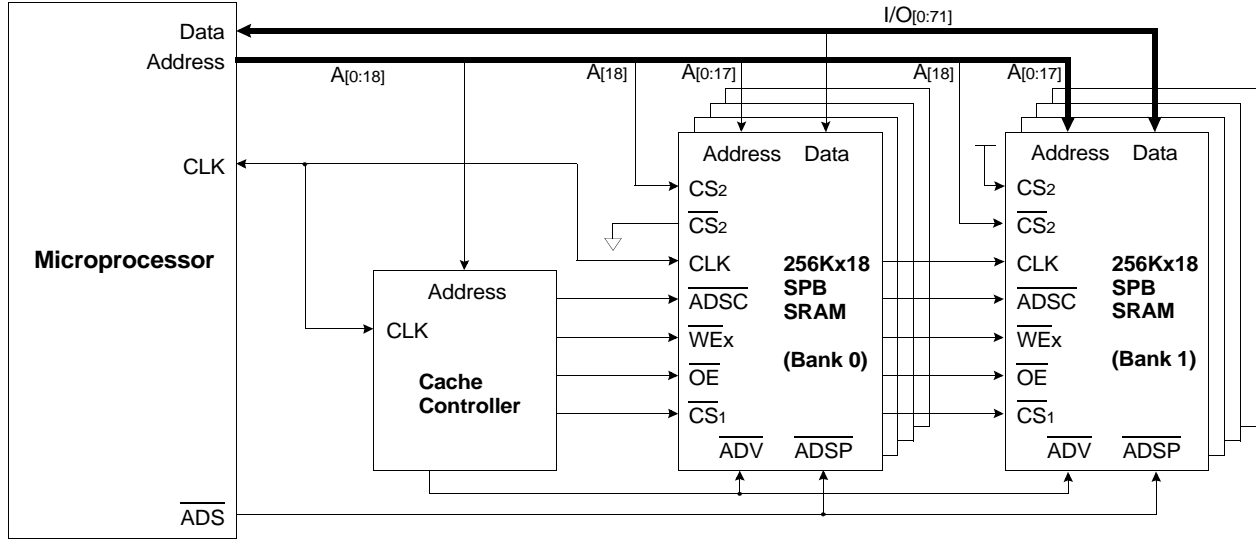 I/O[0:71]
Data
Address
A[0:18]
A[18]
A[0:17]
A[18]
A[0:17]
CLK
Microprocessor
ADS
Address
CLK
Cache
Controller
Address Data
CS2
CS2
CLK
ADSC
WEx
OE
CS1
ADV ADSP
256Kx18
SPB
SRAM
(Bank 0)
Address Data
CS2
CS2
CLK
ADSC
WEx
OE
CS1
ADV ADSP
256Kx18
SPB
SRAM
(Bank 1)